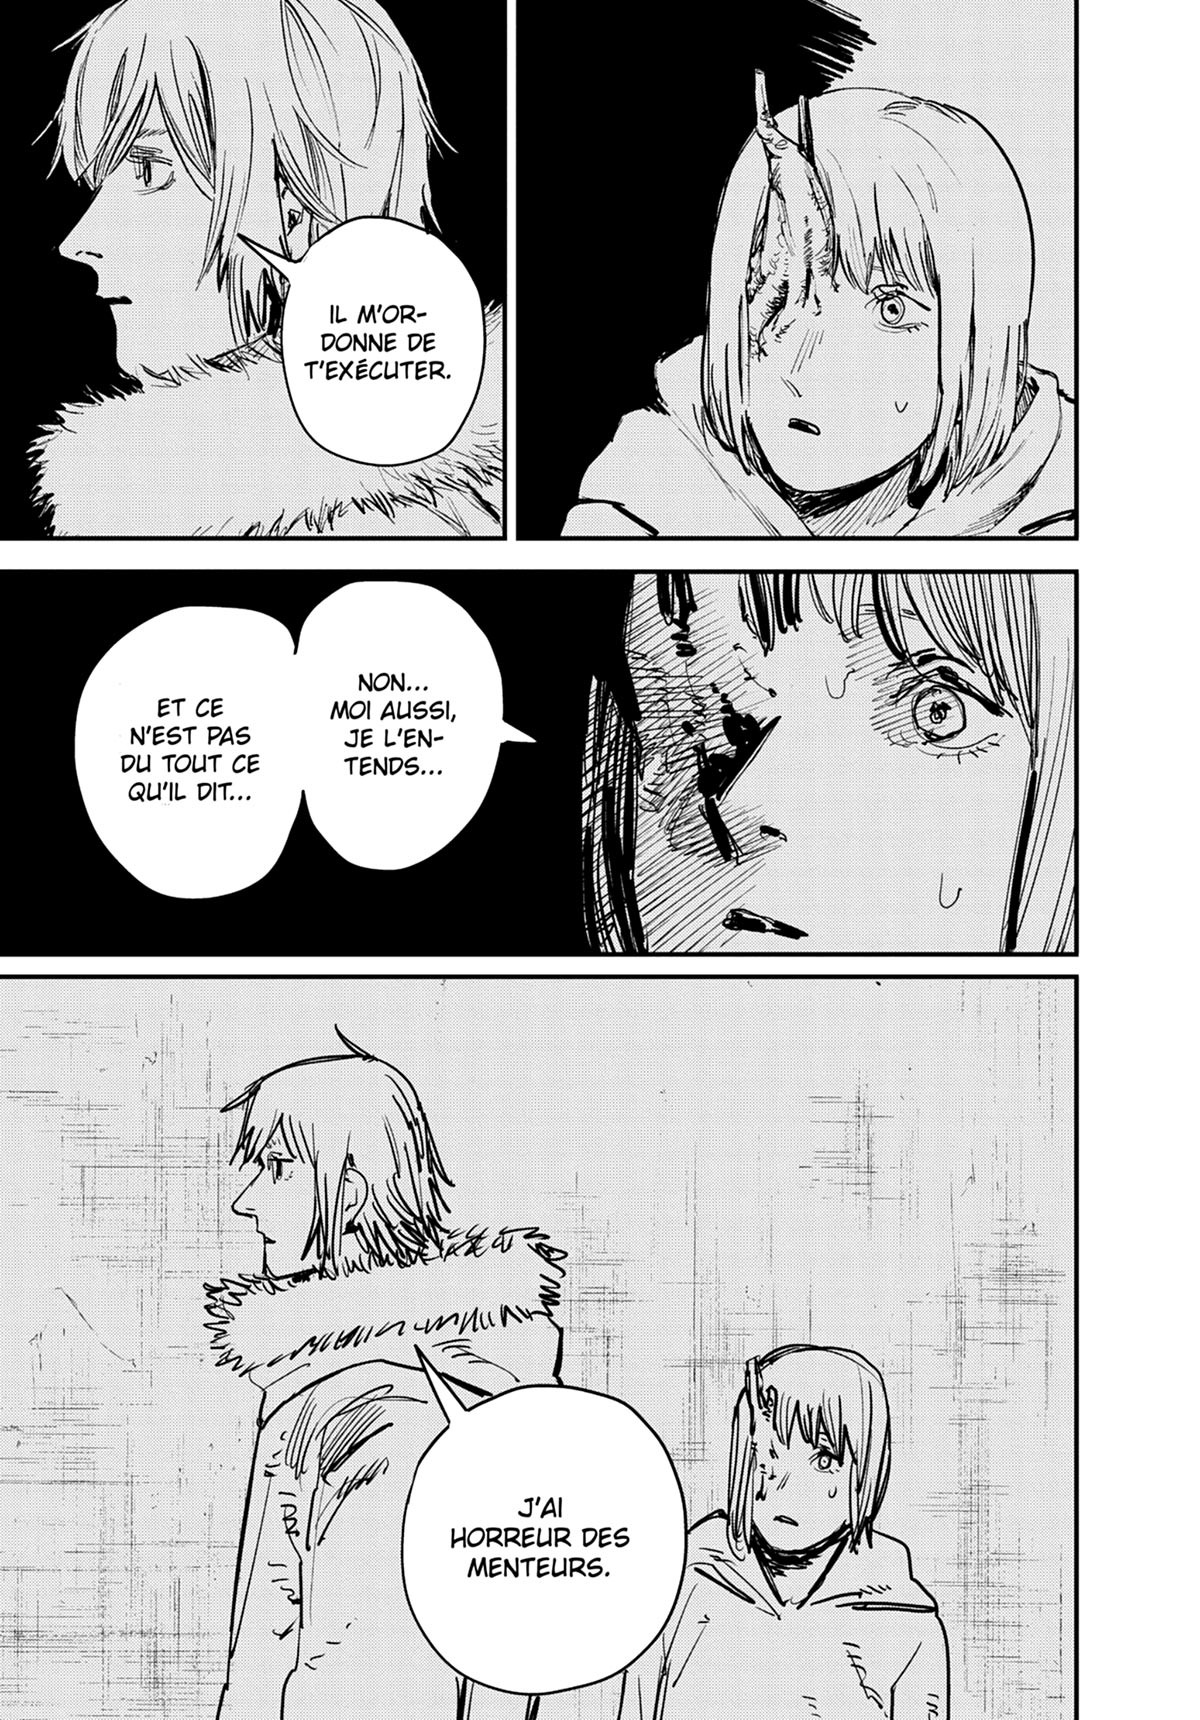 IL M'OR-
DONNE DE
T'EXÉCUTER.
NON...
MOI AUSSI,
JE L'EN-
TENDS...
ET CE
N'EST PAS
DU TOUT CE
QU'IL DIT...
J'AI
HORREUR DES
MENTEURS.